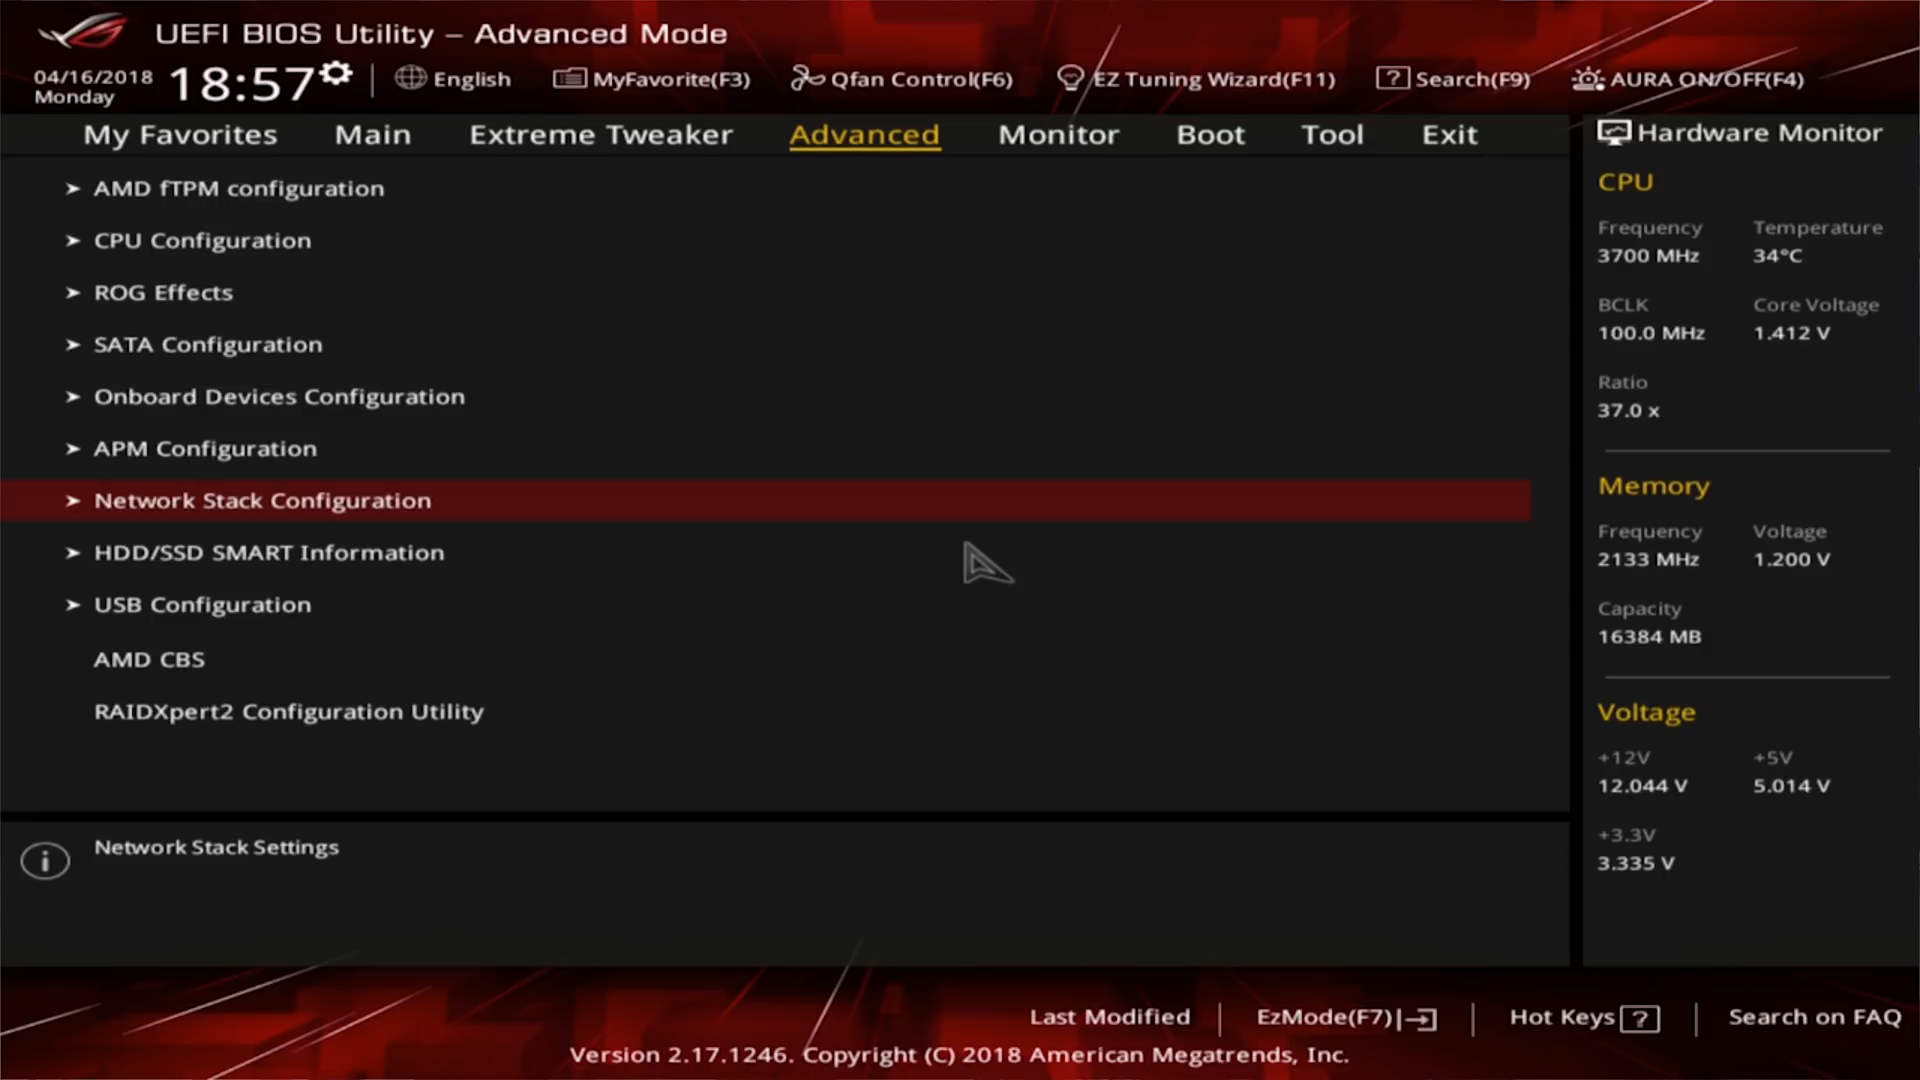 UEFI BIOS Utility – Advanced Mode
04/16/2018
Monday
18:57
English
MyFavorite(F3)
Qfan Control(F6)
EZ Tuning Wizard(F11)
? Search(F9)
AURA ON/OFF(F4)
My Favorites
Main
Extreme Tweaker
Advanced
Monitor
Boot
Tool
Exit
AMD fTPM configuration
CPU Configuration
ROG Effects
SATA Configuration
Onboard Devices Configuration
APM Configuration
Network Stack Configuration
HDD/SSD SMART Information
USB Configuration
AMD CBS
RAIDXpert2 Configuration Utility
i Network Stack Settings
Hardware Monitor
CPU
Frequency Temperature
3700 MHz 34°C
BCLK Core Voltage
100.0 MHz 1.412 V
Ratio
37.0 x
Memory
Frequency Voltage
2133 MHz 1.200 V
Capacity
16384 MB
Voltage
+12V +5V
12.044 V 5.014 V
+3.3V
3.335 V
Last Modified
EzMode(F7)
Hot Keys ?
Search on FAQ
Version 2.17.1246. Copyright (C) 2018 American Megatrends, Inc.